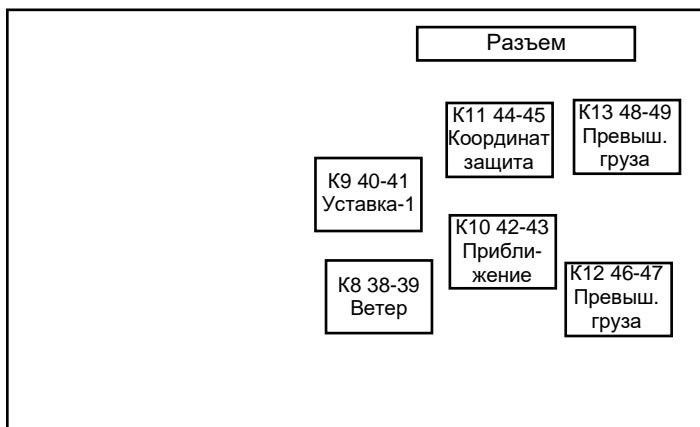 Разъем
К11 44-45
Координат
защита
К13 48-49
Превыш.
груза
К9 40-41
Уставка-1
К10 42-43
Прибли-
жение
К8 38-39
Ветер
К12 46-47
Превыш.
груза